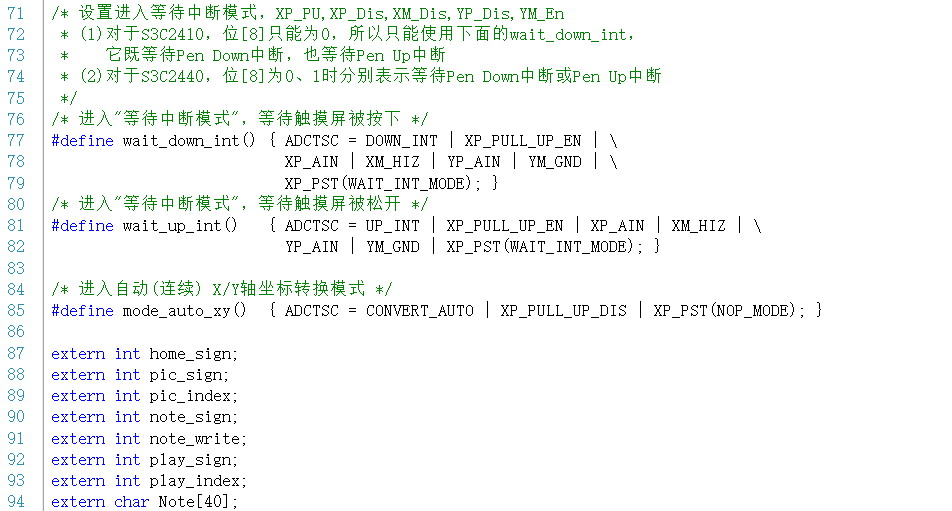 71 /* 设置进入等待中断模式，XP_PU,XP_Dis,XM_Dis,YP_Dis,YM_En
72 * (1)对于S3C2410，位[8]只能为0，所以只能使用下面的wait_down_int，
73 * 它既等待Pen Down中断，也等待Pen Up中断
74 * (2)对于S3C2440，位[8]为0、1时分别表示等待Pen Down中断或Pen Up中断
75 */
76 /* 进入"等待中断模式"，等待触摸屏被按下 */
77 #define wait_down_int() { ADCTSC = DOWN_INT | XP_PULL_UP_EN | \
78 XP_AIN | XM_HIZ | YP_AIN | YM_GND | \
79 XP_PST(WAIT_INT_MODE); }
80 /* 进入"等待中断模式"，等待触摸屏被松开 */
81 #define wait_up_int() { ADCTSC = UP_INT | XP_PULL_UP_EN | XP_AIN | XM_HIZ | \
82 YP_AIN | YM_GND | XP_PST(WAIT_INT_MODE); }
83
84 /* 进入自动(连续) X/Y轴坐标转换模式 */
85 #define mode_auto_xy() { ADCTSC = CONVERT_AUTO | XP_PULL_UP_DIS | XP_PST(NOP_MODE); }
86
87 extern int home_sign;
88 extern int pic_sign;
89 extern int pic_index;
90 extern int note_sign;
91 extern int note_write;
92 extern int play_sign;
93 extern int play_index;
94 extern char Note[40];